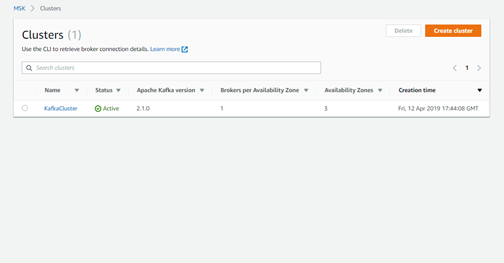 MSK > Clusters
Clusters (1)
Delete
Create cluster
Use the CLI to retrieve broker connection details. Learn more
Search clusters
1
Name Status Apache Kafka version Brokers per Availability Zone Availability Zones Creation time
KafkaCluster Active 2.1.0 1 3 Fri, 12 Apr 2019 17:44:08 GMT